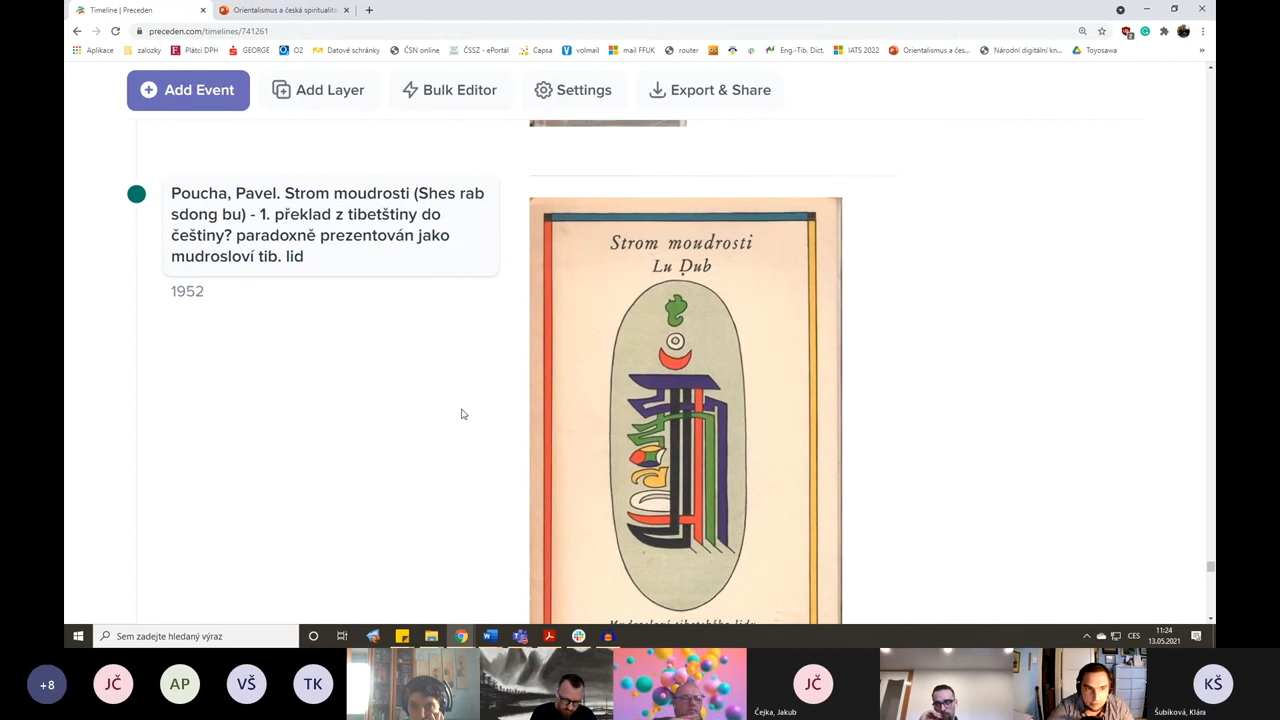 Timeline | Preceden
Orientalismus a česká spiritualita
preceden.com/timelines/741261
Aplikace
zalozky
Plátci DPH
GEORGE
O2
Datové schránky
ČSN online
ČSSZ - ePortál
Capsa
volmail
mail FFUK
router
Eng.-Tib. Dict.
IATS 2022
Orientalismus a čes...
Národní digitální kn...
Toyosawa
Add Event
Add Layer
Bulk Editor
Settings
Export & Share
Poucha, Pavel. Strom moudrosti (Shes rab
sdong bu) - 1. překlad z tibetštiny do
češtiny? paradoxně prezentován jako
mudrosloví tib. lid
1952
Strom moudrosti
Lu Ḍub
Mudrosloví tibetského lidu
Sem zadejte hledaný výraz
CES
11:24
13.05.2021
+8
JČ
AP
VŠ
TK
JČ
Čejka, Jakub
KŠ
Šubíková, Klára